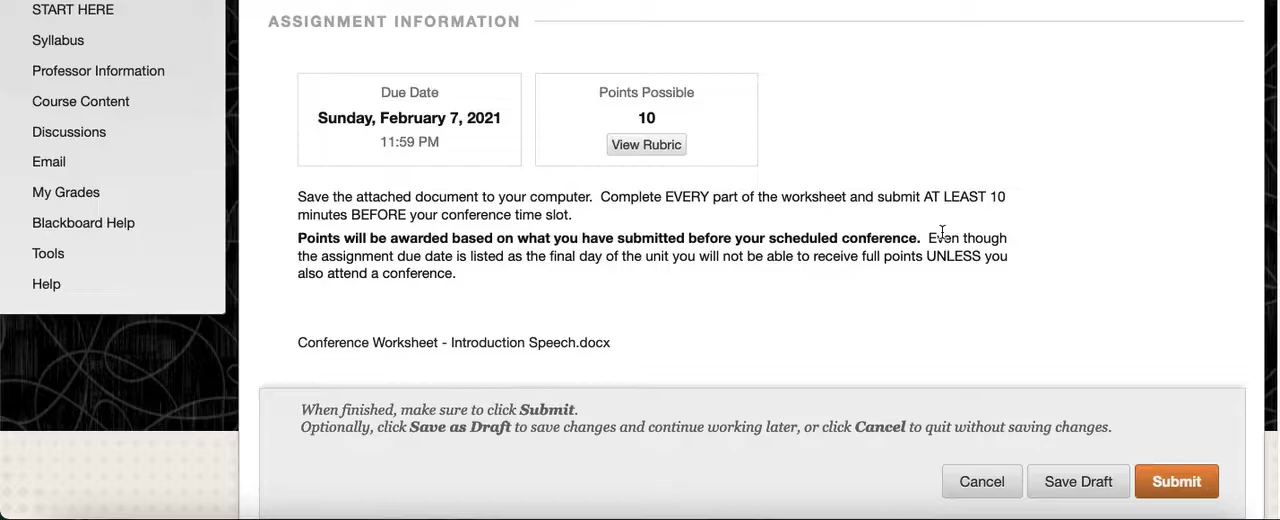 START HERE
Syllabus
Professor Information
Course Content
Discussions
Email
My Grades
Blackboard Help
Tools
Help
ASSIGNMENT INFORMATION
Due Date
Sunday, February 7, 2021
11:59 PM
Points Possible
10
View Rubric
Save the attached document to your computer.  Complete EVERY part of the worksheet and submit AT LEAST 10
minutes BEFORE your conference time slot.
Points will be awarded based on what you have submitted before your scheduled conference.  Even though
the assignment due date is listed as the final day of the unit you will not be able to receive full points UNLESS you
also attend a conference.
Conference Worksheet - Introduction Speech.docx
When finished, make sure to click Submit.
Optionally, click Save as Draft to save changes and continue working later, or click Cancel to quit without saving changes.
Cancel
Save Draft
Submit